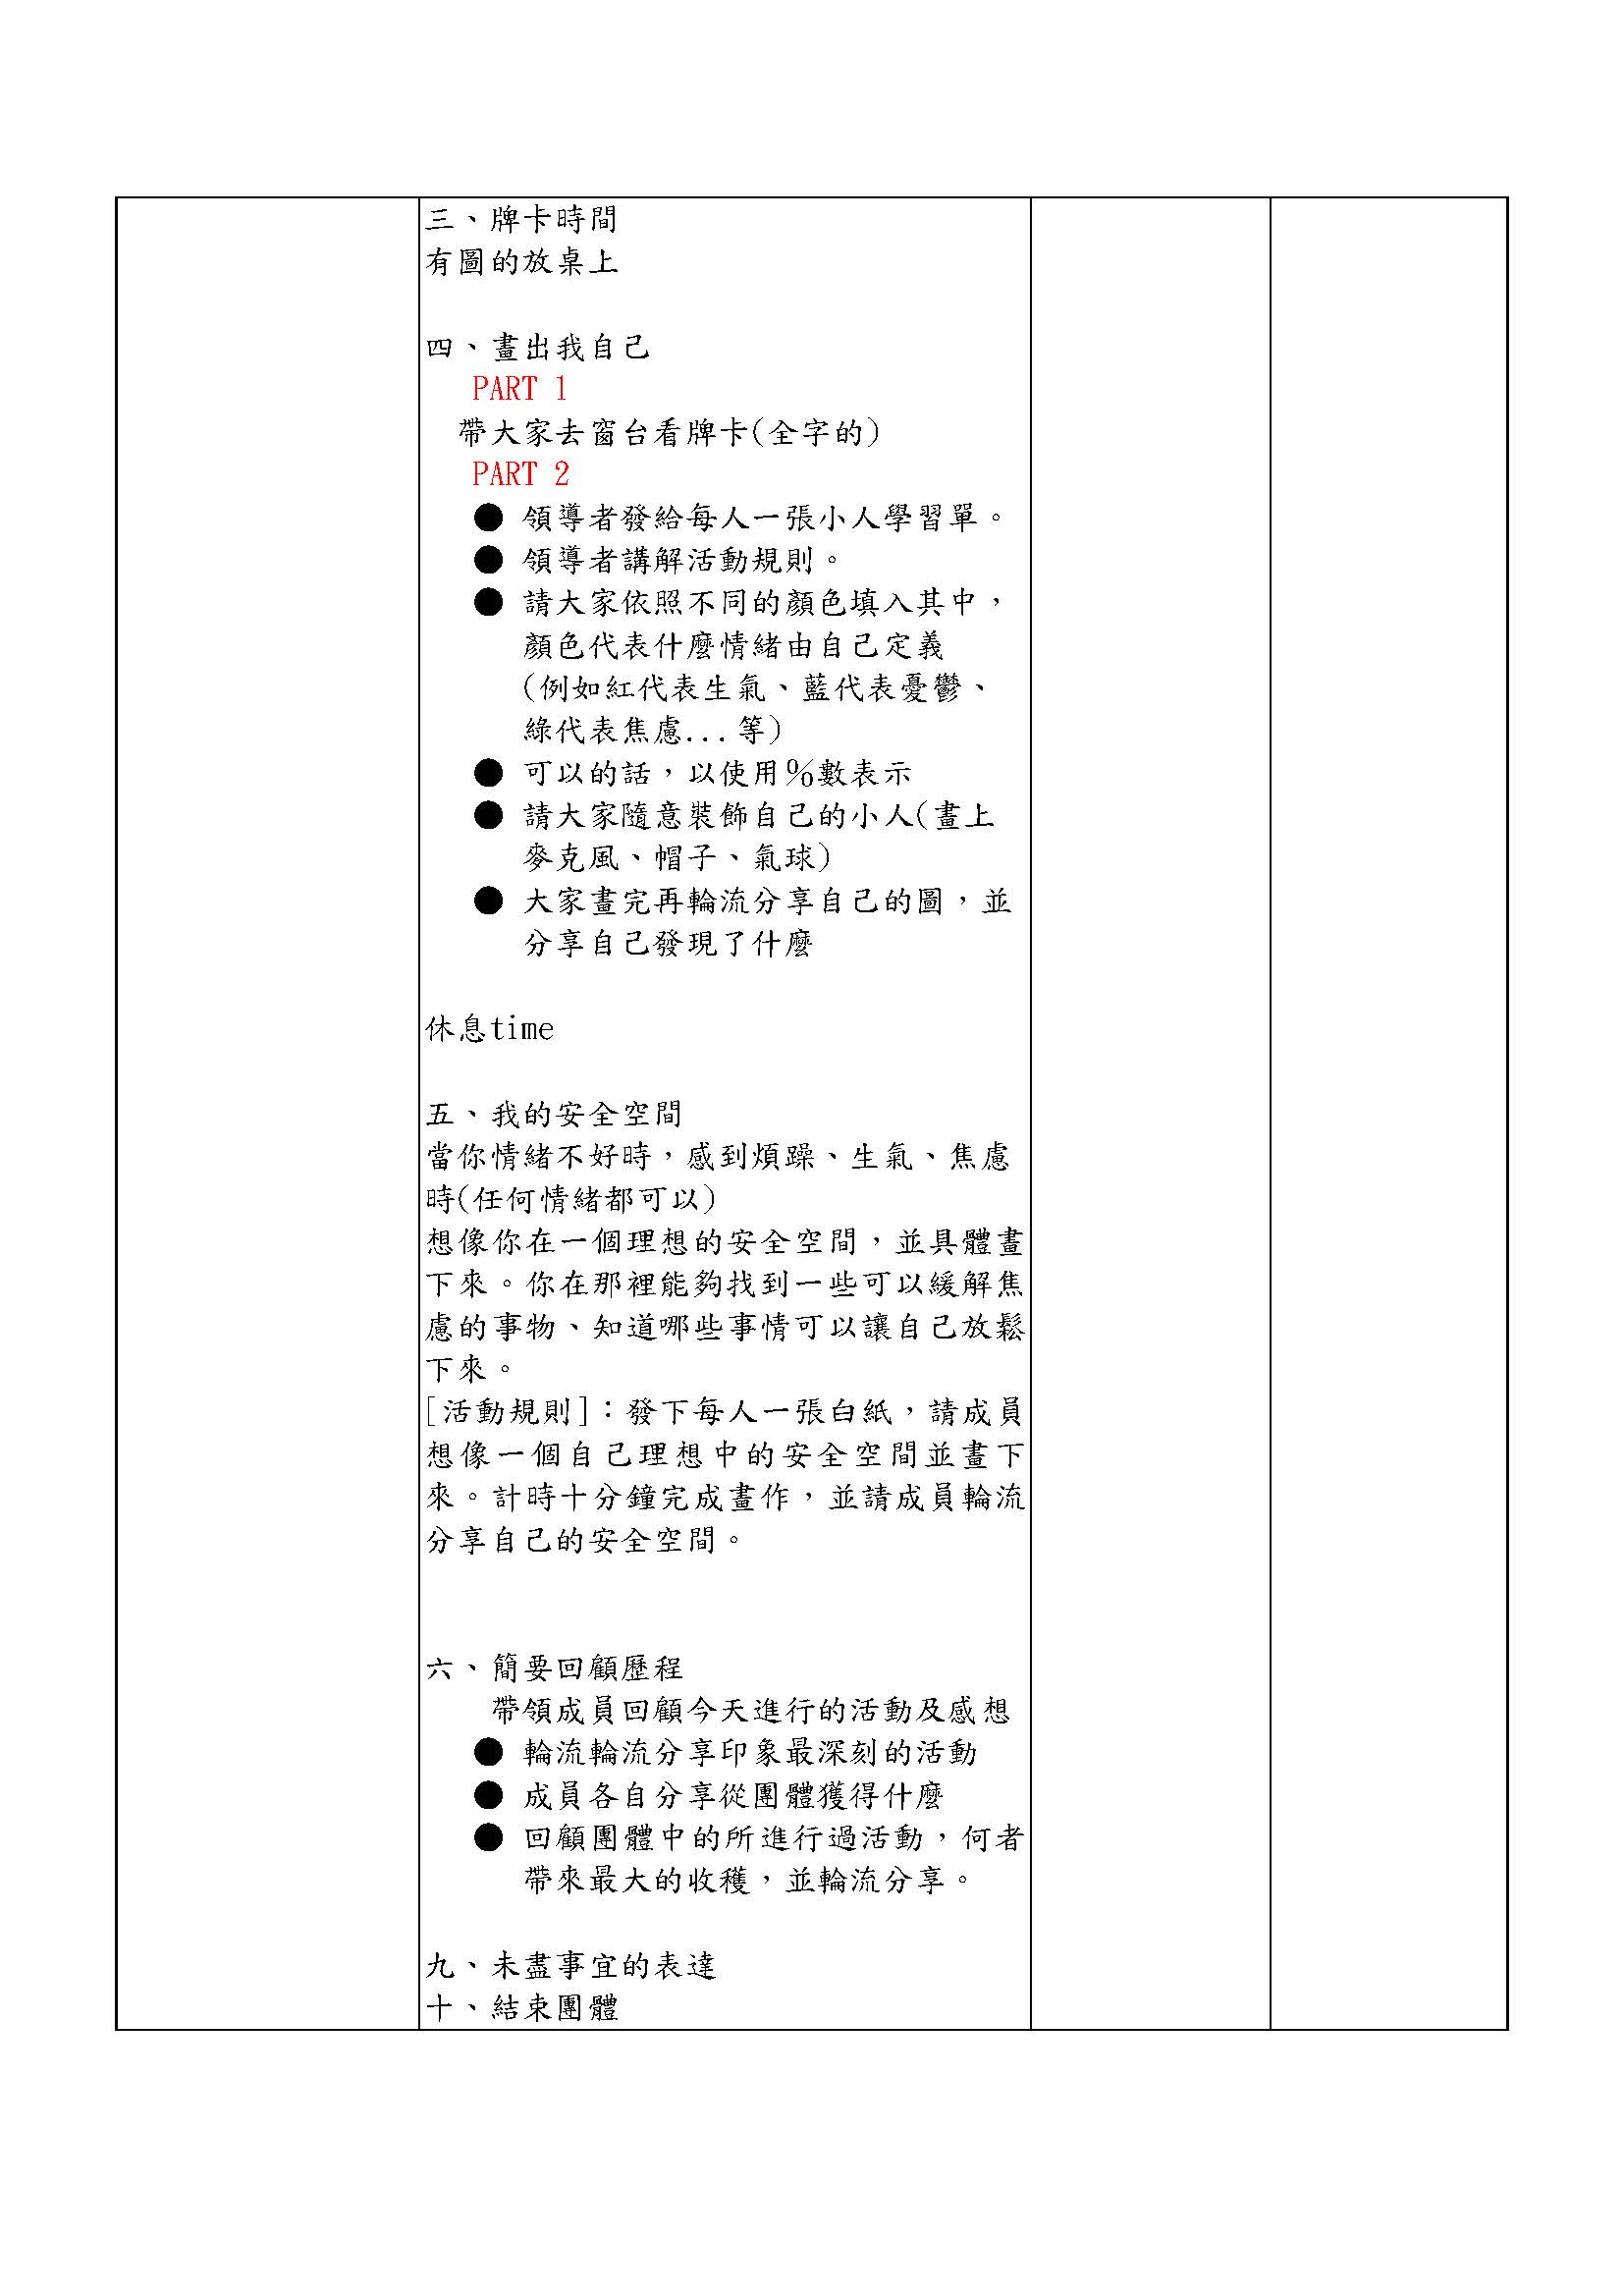 三、牌卡時間
有圖的放桌上
四、畫出我自己
PART 1
帶大家去窗台看牌卡(全字的)
PART 2
● 領導者發給每人一張小人學習單。
● 領導者講解活動規則。
● 請大家依照不同的顏色填入其中，
顏色代表什麼情緒由自己定義
(例如紅代表生氣、藍代表憂鬱、
綠代表焦慮...等)
● 可以的話，以使用%數表示
● 請大家隨意裝飾自己的小人(畫上
麥克風、帽子、氣球)
● 大家畫完再輪流分享自己的圖，並
分享自己發現了什麼
休息time
五、我的安全空間
當你情緒不好時，感到煩躁、生氣、焦慮
時(任何情緒都可以)
想像你在一個理想的安全空間，並具體畫
下來。你在那裡能夠找到一些可以緩解焦
慮的事物、知道哪些事情可以讓自己放鬆
下來。
[活動規則]：發下每人一張白紙，請成員
想像一個自己理想中的安全空間並畫下
來。計時十分鐘完成畫作，並請成員輪流
分享自己的安全空間。
六、簡要回顧歷程
帶領成員回顧今天進行的活動及感想
● 輪流輪流分享印象最深刻的活動
● 成員各自分享從團體獲得什麼
● 回顧團體中的所進行過活動，何者
帶來最大的收穫，並輪流分享。
九、未盡事宜的表達
十、結束團體